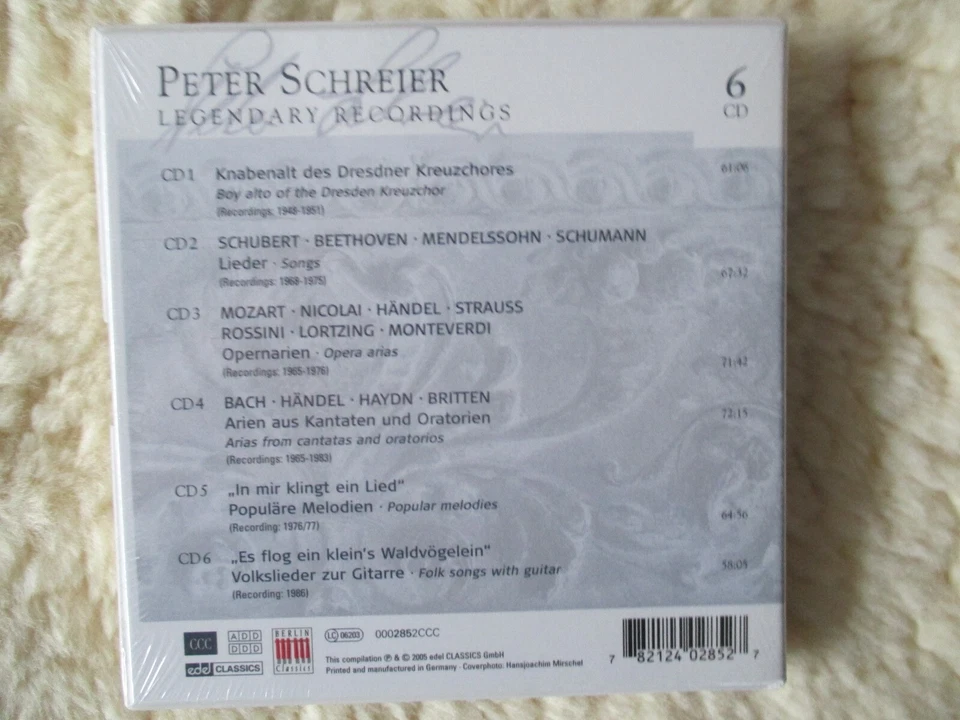 PETER SCHREIER
LEGENDARY RECORDINGS
6
CD
CD1 Knabenalt des Dresdner Kreuzchores 61:08
Boy alto of the Dresden Kreuzchor
(Recordings: 1948-1951)
CD2 SCHUBERT · BEETHOVEN · MENDELSSOHN · SCHUMANN
Lieder · Songs 67:32
(Recordings: 1968-1975)
CD3 MOZART · NICOLAI · HÄNDEL · STRAUSS
ROSSINI · LORTZING · MONTEVERDI
Opernarien · Opera arias 71:42
(Recordings: 1965-1976)
CD4 BACH · HÄNDEL · HAYDN · BRITTEN
Arien aus Kantaten und Oratorien 72:15
Arias from cantatas and oratorios
(Recordings: 1965-1983)
CD5 „In mir klingt ein Lied“
Populäre Melodien · Popular melodies 64:56
(Recording: 1976/77)
CD6 „Es flog ein klein's Waldvögelein“
Volkslieder zur Gitarre · Folk songs with guitar 58:05
(Recording: 1986)
CCC
ADD
DDD
BERLIN
Classics
LC 06203
0002852CCC
edel CLASSICS
This compilation ℗ & © 2005 edel CLASSICS GmbH
Printed and manufactured in Germany · Coverphoto: Hansjoachim Mirschel
7 82124 02852 7